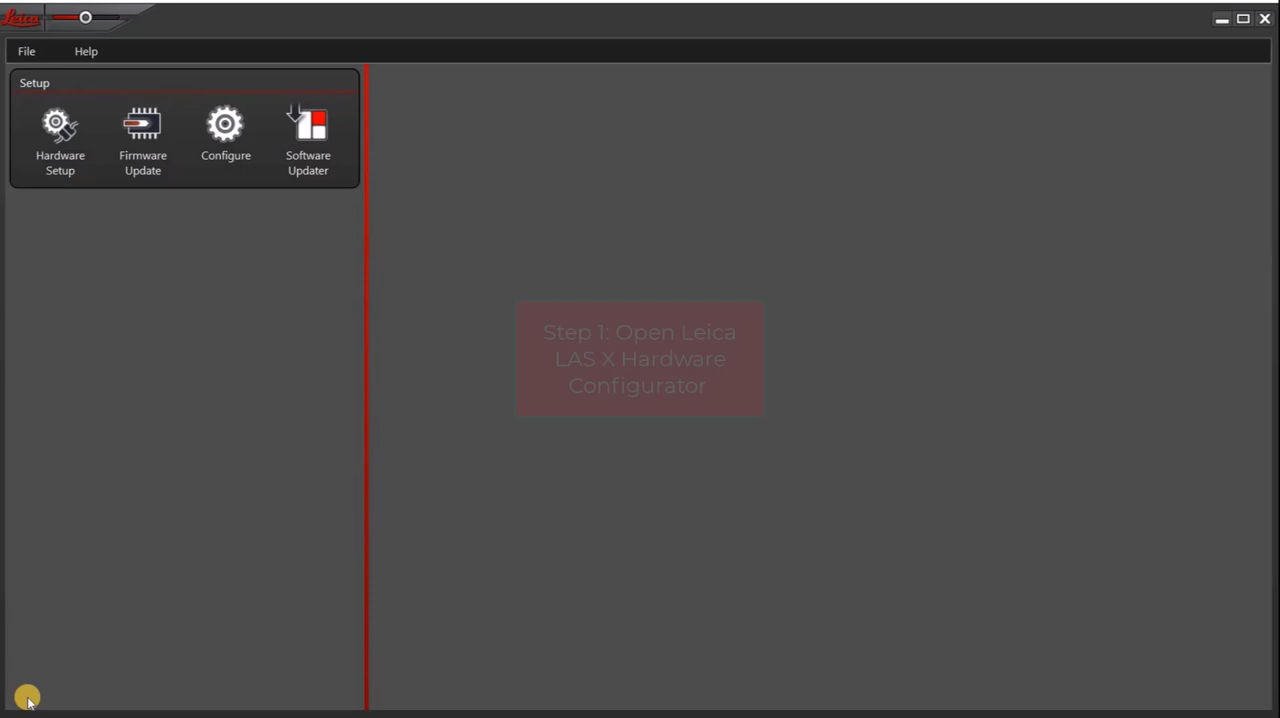 Leica
File Help
Setup
Hardware Setup
Firmware Update
Configure
Software Updater
Step 1: Open Leica
LAS X Hardware
Configurator